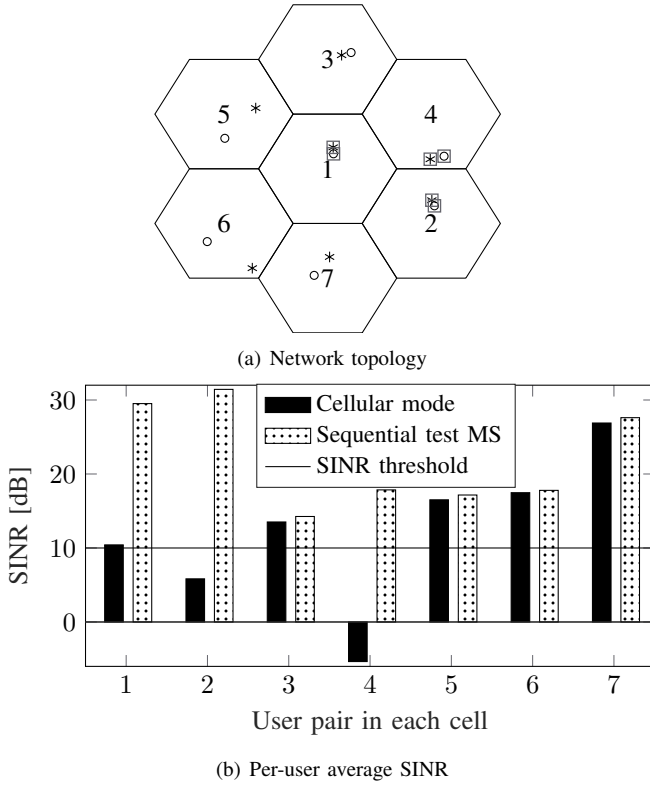 3
5
4
1
6
2
7
(a) Network topology
30
20
10
0
SINR [dB]
Cellular mode
Sequential test MS
SINR threshold
1 2 3 4 5 6 7
User pair in each cell
(b) Per-user average SINR